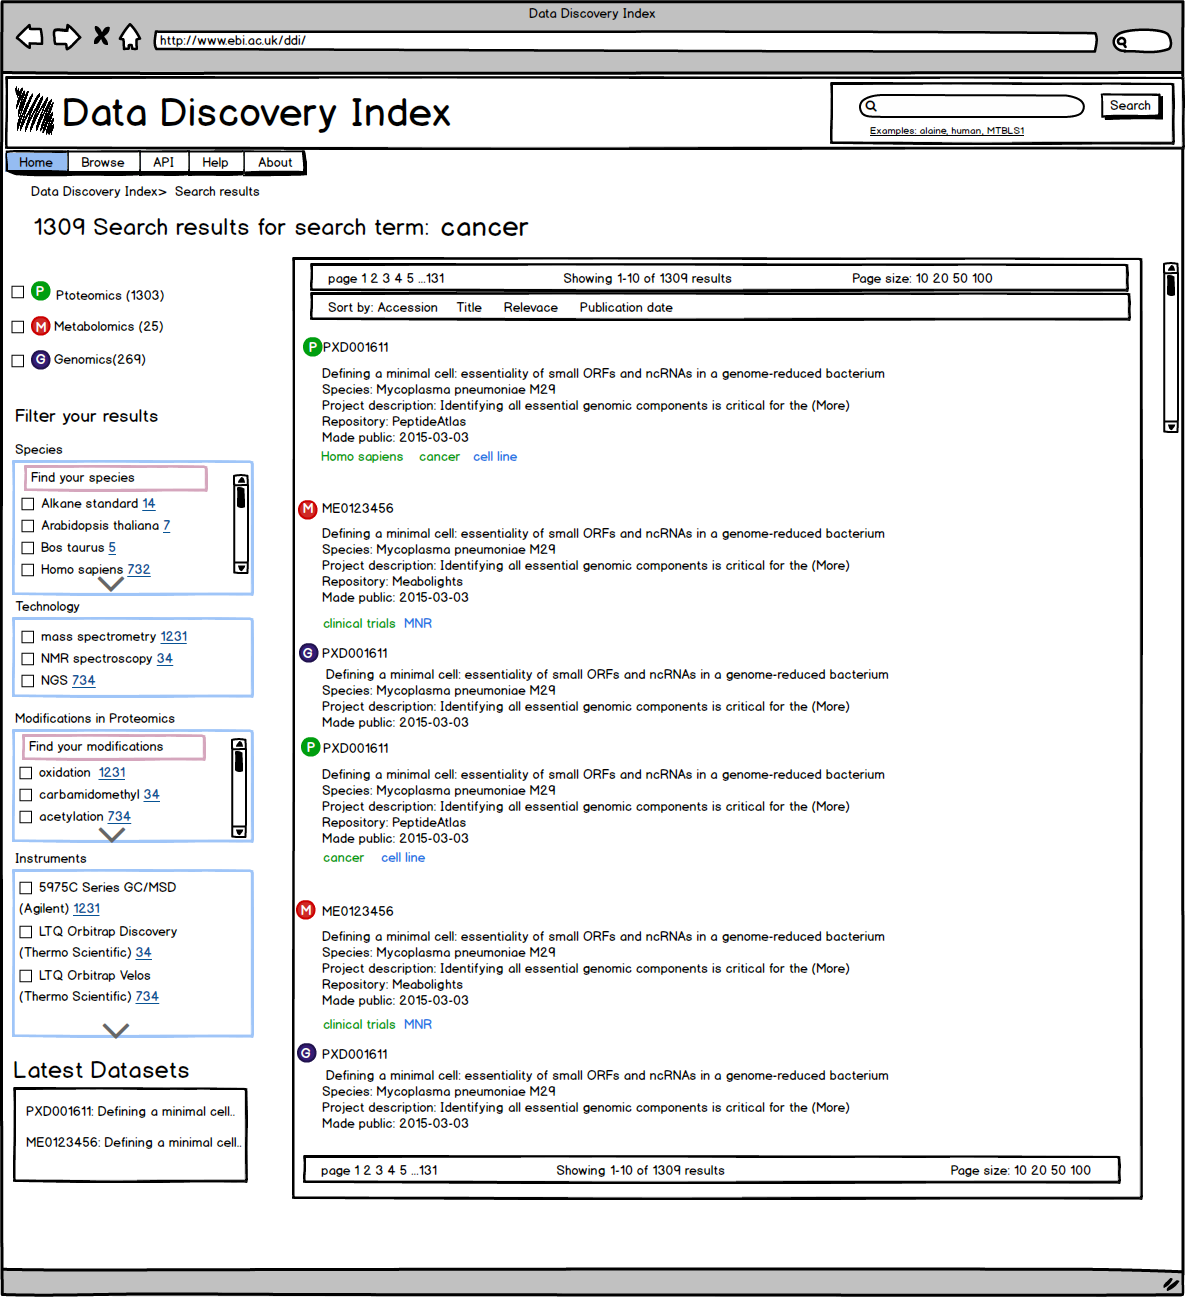 Data Discovery Index
http://www.ebi.ac.uk/ddi/
Data Discovery Index
Search
Examples: alaine, human, MTBLS1
Home Browse API Help About
Data Discovery Index> Search results
1309 Search results for search term: cancer
P Ptoteomics (1303)
M Metabolomics (25)
G Genomics(269)
Filter your results
Species
Find your species
Alkane standard 14
Arabidopsis thaliana 7
Bos taurus 5
Homo sapiens 732
Technology
mass spectrometry 1231
NMR spectroscopy 34
NGS 734
Modifications in Proteomics
Find your modifications
oxidation 1231
carbamidomethyl 34
acetylation 734
Instruments
5975C Series GC/MSD
(Agilent) 1231
LTQ Orbitrap Discovery
(Thermo Scientific) 34
LTQ Orbitrap Velos
(Thermo Scientific) 734
Latest Datasets
PXD001611: Defining a minimal cell..
ME0123456: Defining a minimal cell..
page 1 2 3 4 5 ...131 Showing 1-10 of 1309 results Page size: 10 20 50 100
Sort by: Accession Title Relevace Publication date
P PXD001611
Defining a minimal cell: essentiality of small ORFs and ncRNAs in a genome-reduced bacterium
Species: Mycoplasma pneumoniae M29
Project description: Identifying all essential genomic components is critical for the (More)
Repository: PeptideAtlas
Made public: 2015-03-03
Homo sapiens cancer cell line
M ME0123456
Defining a minimal cell: essentiality of small ORFs and ncRNAs in a genome-reduced bacterium
Species: Mycoplasma pneumoniae M29
Project description: Identifying all essential genomic components is critical for the (More)
Repository: Meabolights
Made public: 2015-03-03
clinical trials MNR
G PXD001611
Defining a minimal cell: essentiality of small ORFs and ncRNAs in a genome-reduced bacterium
Species: Mycoplasma pneumoniae M29
Project description: Identifying all essential genomic components is critical for the (More)
Made public: 2015-03-03
P PXD001611
Defining a minimal cell: essentiality of small ORFs and ncRNAs in a genome-reduced bacterium
Species: Mycoplasma pneumoniae M29
Project description: Identifying all essential genomic components is critical for the (More)
Repository: PeptideAtlas
Made public: 2015-03-03
cancer cell line
M ME0123456
Defining a minimal cell: essentiality of small ORFs and ncRNAs in a genome-reduced bacterium
Species: Mycoplasma pneumoniae M29
Project description: Identifying all essential genomic components is critical for the (More)
Repository: Meabolights
Made public: 2015-03-03
clinical trials MNR
G PXD001611
Defining a minimal cell: essentiality of small ORFs and ncRNAs in a genome-reduced bacterium
Species: Mycoplasma pneumoniae M29
Project description: Identifying all essential genomic components is critical for the (More)
Made public: 2015-03-03
page 1 2 3 4 5 ...131 Showing 1-10 of 1309 results Page size: 10 20 50 100